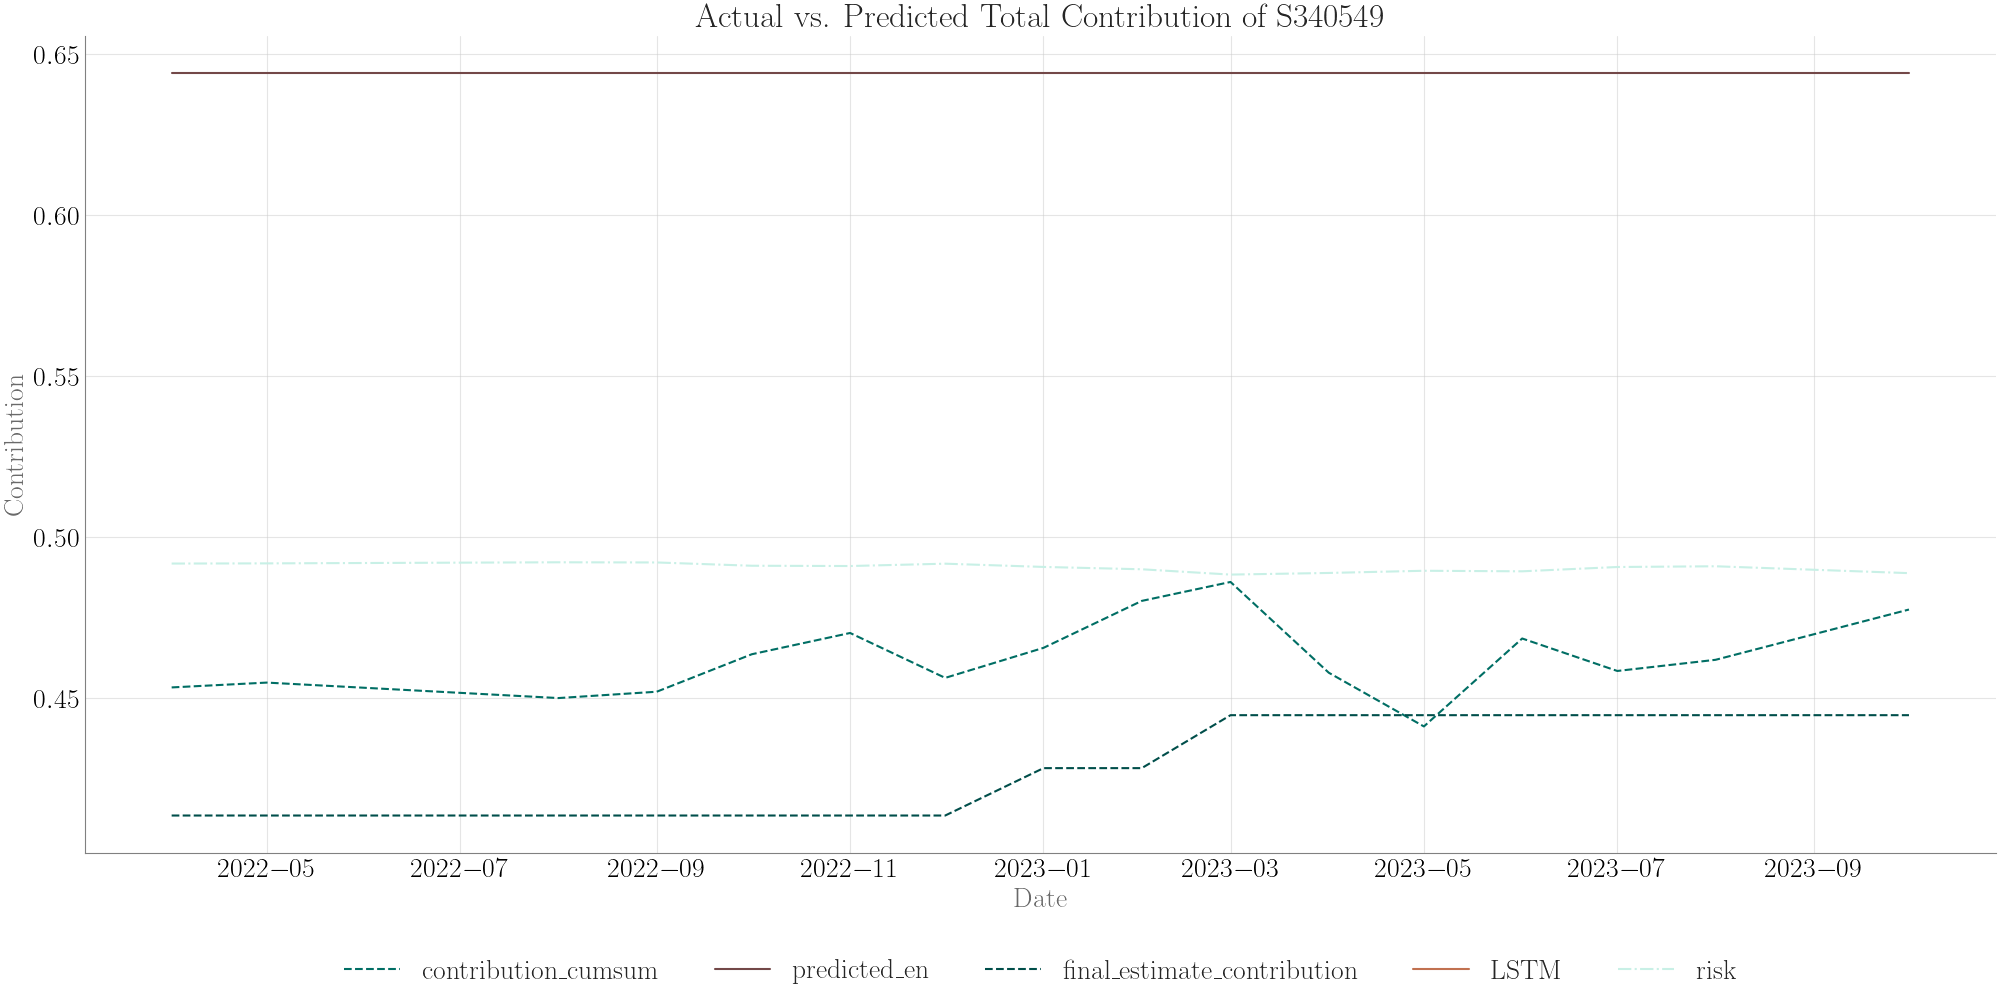 Actual vs. Predicted Total Contribution of S340549
0.65
0.60
0.55
0.50
0.45
Contribution
2022–05 2022–07 2022–09 2022–11 2023–01 2023–03 2023–05 2023–07 2023–09
Date
contribution_cumsum predicted_en final_estimate_contribution LSTM risk